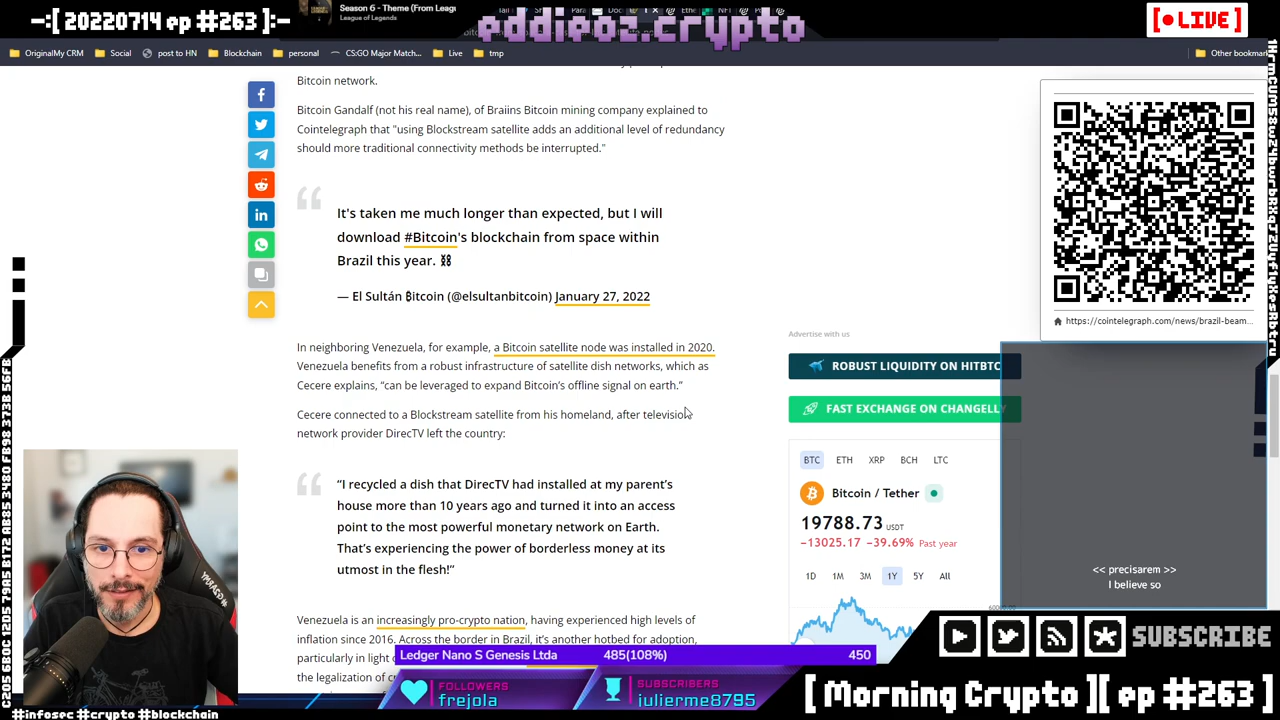 -:[ 20220714 ep #263 ]:-
Season 6 - Theme (From Leag
League of Legends
eddieoz.crypto
[ LIVE ]
OriginalMy CRM
Social
post to HN
Blockchain
personal
CS:GO Major Match...
Live
tmp
Other bookmar
Bitcoin network.
Bitcoin Gandalf (not his real name), of Braiins Bitcoin mining company explained to
Cointelegraph that "using Blockstream satellite adds an additional level of redundancy
should more traditional connectivity methods be interrupted."
It's taken me much longer than expected, but I will
download #Bitcoin's blockchain from space within
Brazil this year. ⛓
— El Sultán ₿itcoin (@elsultanbitcoin) January 27, 2022
In neighboring Venezuela, for example, a Bitcoin satellite node was installed in 2020.
Venezuela benefits from a robust infrastructure of satellite dish networks, which as
Cecere explains, “can be leveraged to expand Bitcoin’s offline signal on earth.”
Cecere connected to a Blockstream satellite from his homeland, after television
network provider DirecTV left the country:
“I recycled a dish that DirecTV had installed at my parent’s
house more than 10 years ago and turned it into an access
point to the most powerful monetary network on Earth.
That’s experiencing the power of borderless money at its
utmost in the flesh!”
Venezuela is an increasingly pro-crypto nation, having experienced high levels of
inflation since 2016. Across the border in Brazil, it’s another hotbed for adoption,
particularly in light
the legalization of c
https://cointelegraph.com/news/brazil-beam...
Advertise with us
ROBUST LIQUIDITY ON HITBTC
FAST EXCHANGE ON CHANGELLY
BTC ETH XRP BCH LTC
Bitcoin / Tether
19788.73 USDT
−13025.17 −39.69% Past year
1D 1M 3M 1Y 5Y All
<< precisarem >>
I believe so
Ledger Nano S Genesis Ltda 485(108%) 450
FOLLOWERS
frejola
SUBSCRIBERS
iulierme8795
SUBSCRIBE
[ Morning Crypto ][ ep #263 ]
#infosec #crypto #blockchain